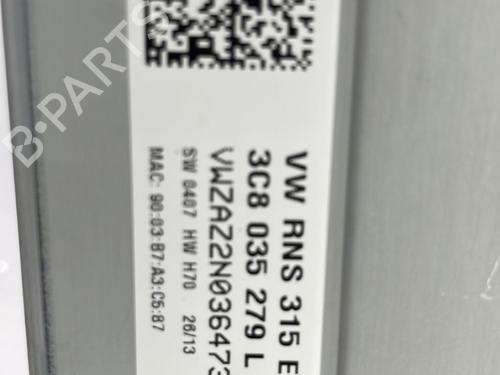 VW RNS 315 E
3C8 035 279 L
VWZAZ2N036473
SW 0407 HW H70 26/13
MAC: 90:03:B7:A3:C5:87
B-PARTS